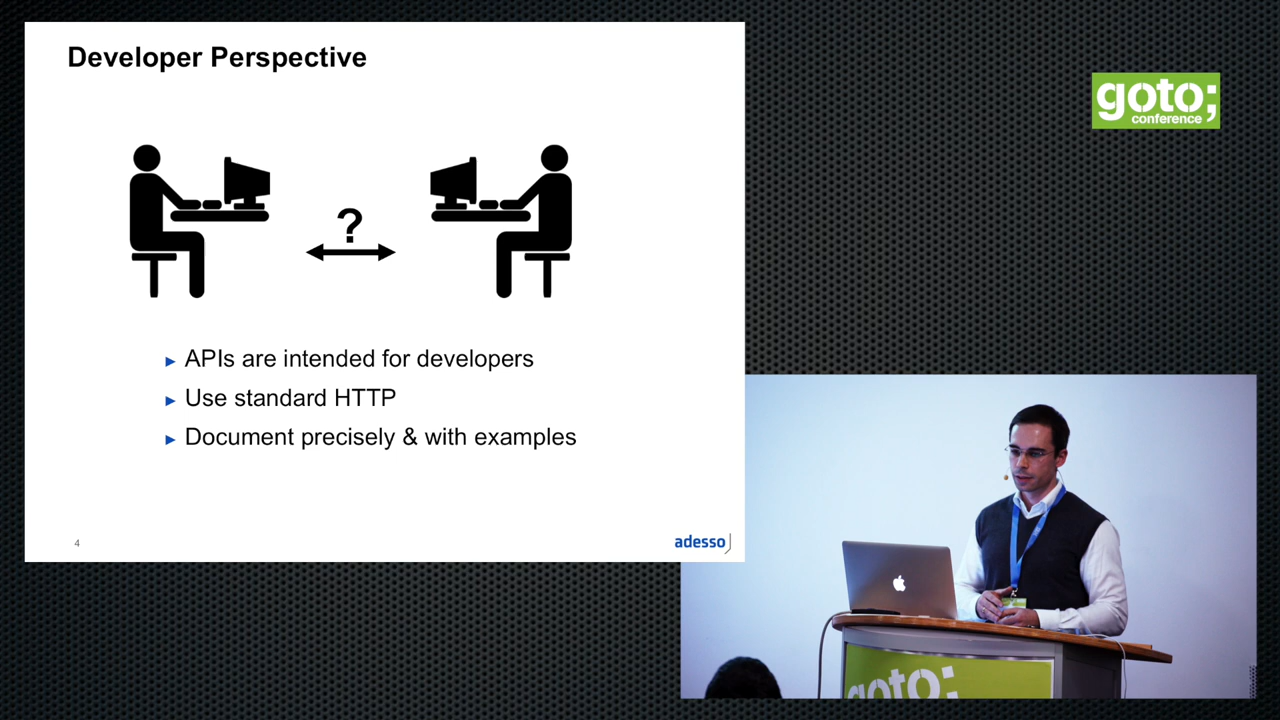 Developer Perspective
?
► APIs are intended for developers
► Use standard HTTP
► Document precisely & with examples
4
adesso
goto;
conference
goto;